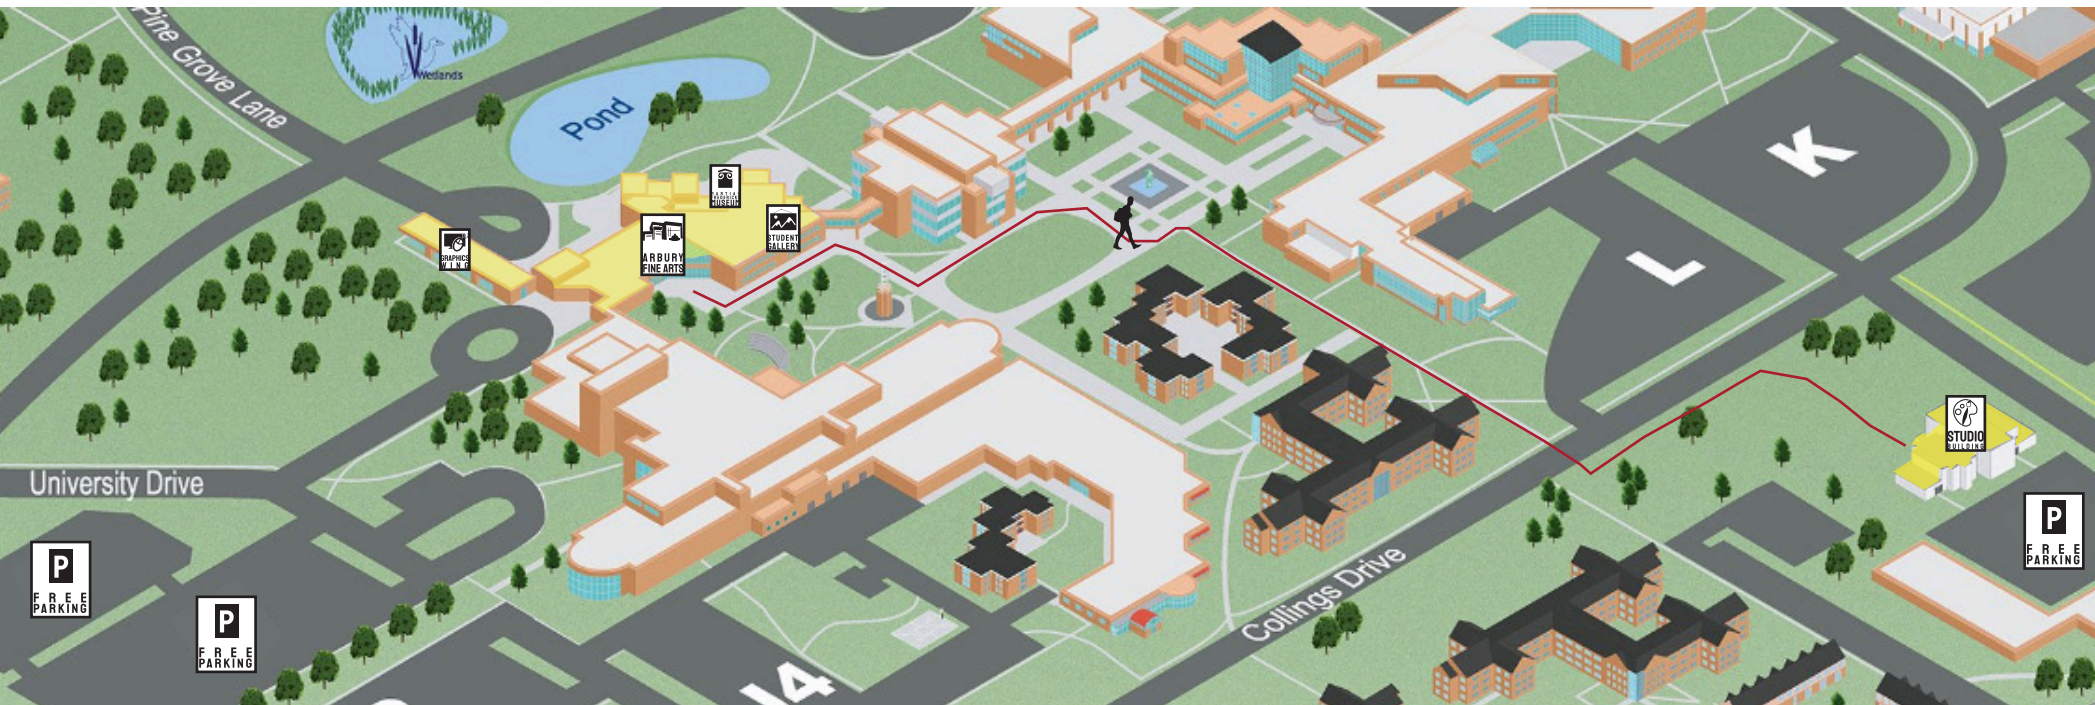 Pine Grove Lane
Wetlands
Pond
K
MUSEUM
STUDENT
GALLERY
GRAPHICS
WING
ARBURY
FINE ARTS
L
STUDIO
BUILDING
University Drive
P
FREE
PARKING
P
FREE
PARKING
P
FREE
PARKING
Collings Drive
14